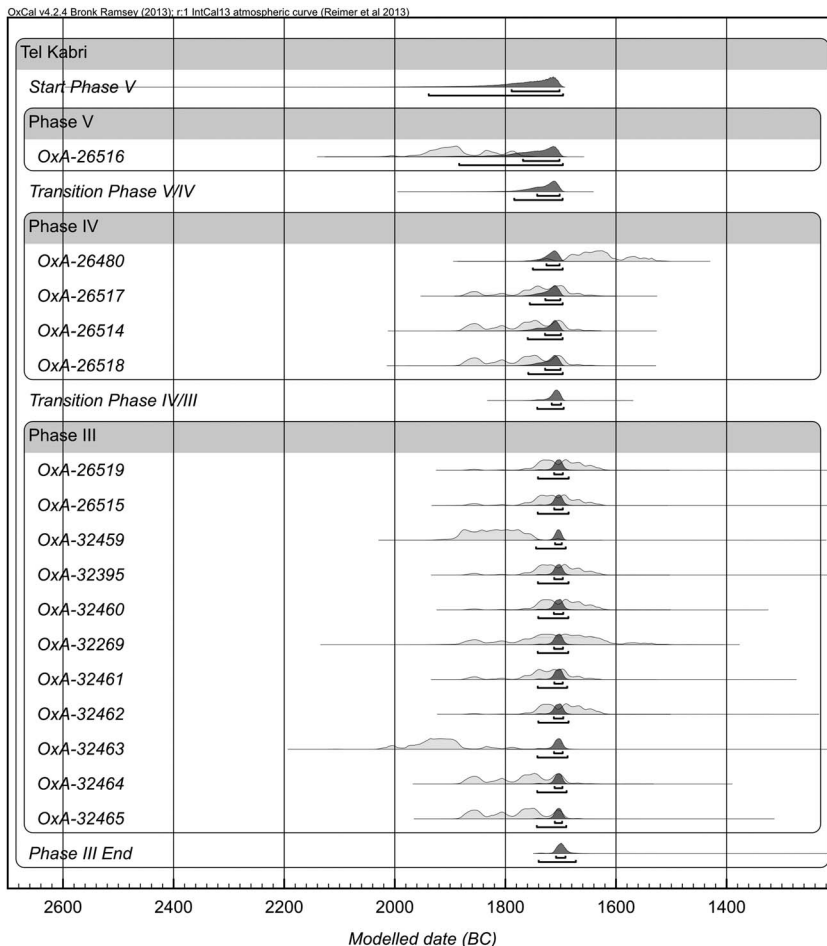 OxCal v4.2.4 Bronk Ramsey (2013); r:1 IntCal13 atmospheric curve (Reimer et al 2013)
Tel Kabri
Start Phase V
Phase V
OxA-26516
Transition Phase V/IV
Phase IV
OxA-26480
OxA-26517
OxA-26514
OxA-26518
Transition Phase IV/III
Phase III
OxA-26519
OxA-26515
OxA-32459
OxA-32395
OxA-32460
OxA-32269
OxA-32461
OxA-32462
OxA-32463
OxA-32464
OxA-32465
Phase III End
2600 2400 2200 2000 1800 1600 1400
Modelled date (BC)